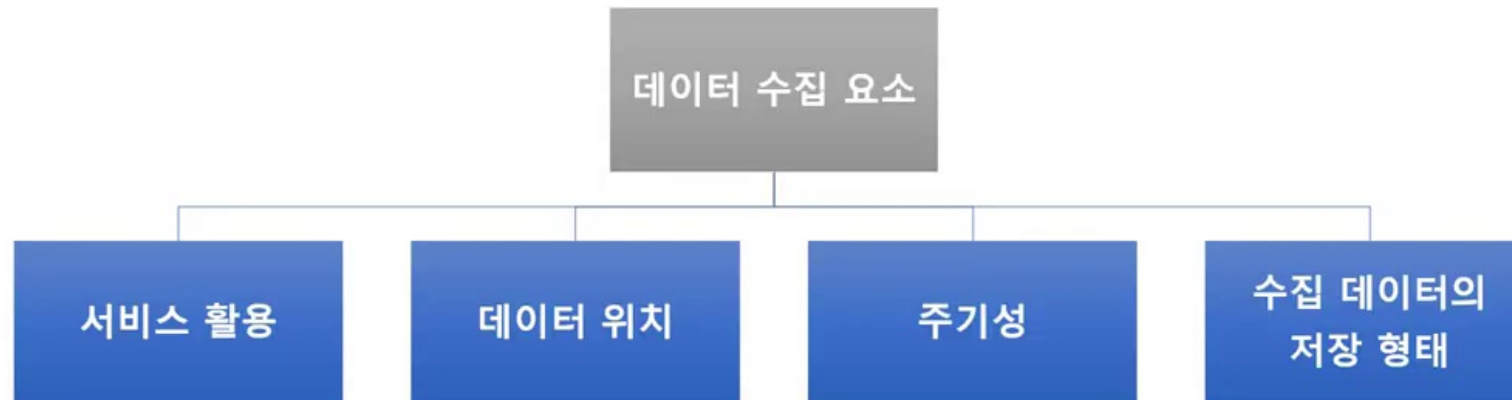 데이터 수집 요소
서비스 활용
데이터 위치
주기성
수집 데이터의
저장 형태